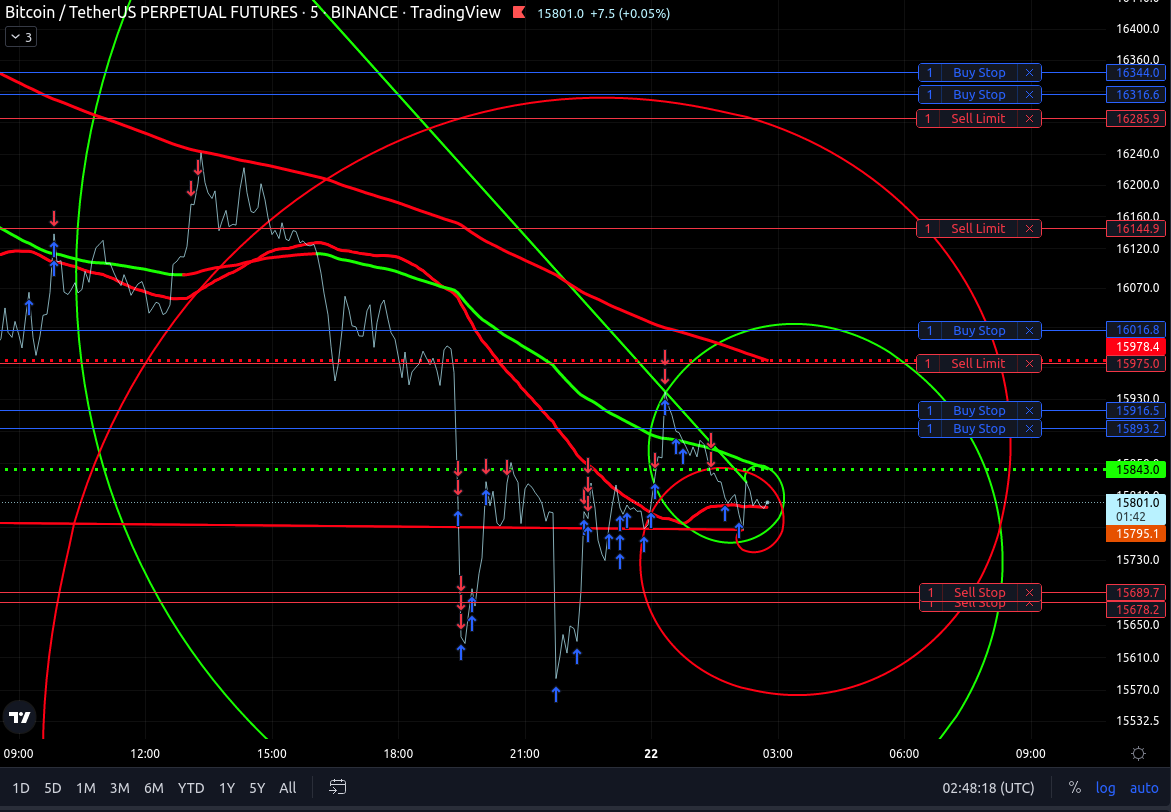 Bitcoin / TetherUS PERPETUAL FUTURES · 5 · BINANCE · TradingView 15801.0 +7.5 (+0.05%)
3
16400.0
16360.0
1 Buy Stop × 16344.0
1 Buy Stop × 16316.6
1 Sell Limit × 16285.9
16240.0
16200.0
16160.0
1 Sell Limit × 16144.9
16120.0
16070.0
1 Buy Stop × 16016.8
15978.4
1 Sell Limit × 15975.0
15930.0
1 Buy Stop × 15916.5
1 Buy Stop × 15893.2
15843.0
15801.0
01:42
15795.1
15730.0
1 Sell Stop × 15689.7
1 Sell Stop × 15678.2
15650.0
15610.0
15570.0
15532.5
09:00 12:00 15:00 18:00 21:00 22 03:00 06:00 09:00
1D 5D 1M 3M 6M YTD 1Y 5Y All 02:48:18 (UTC) % log auto